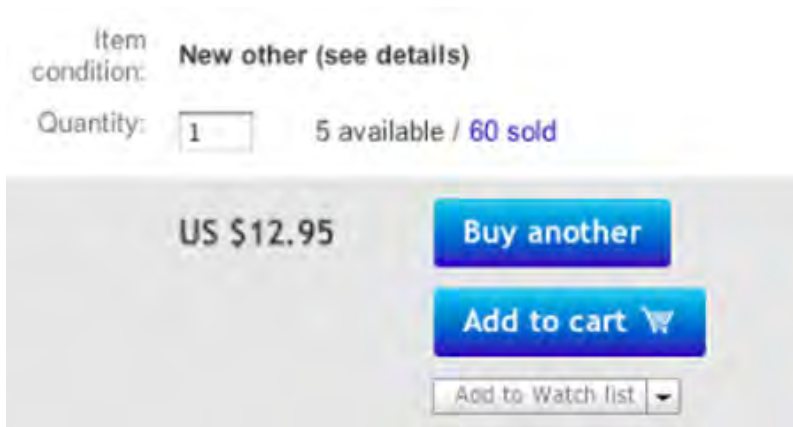 Item
condition: New other (see details)
Quantity: 1 5 available / 60 sold
US $12.95 Buy another
Add to cart
Add to Watch list